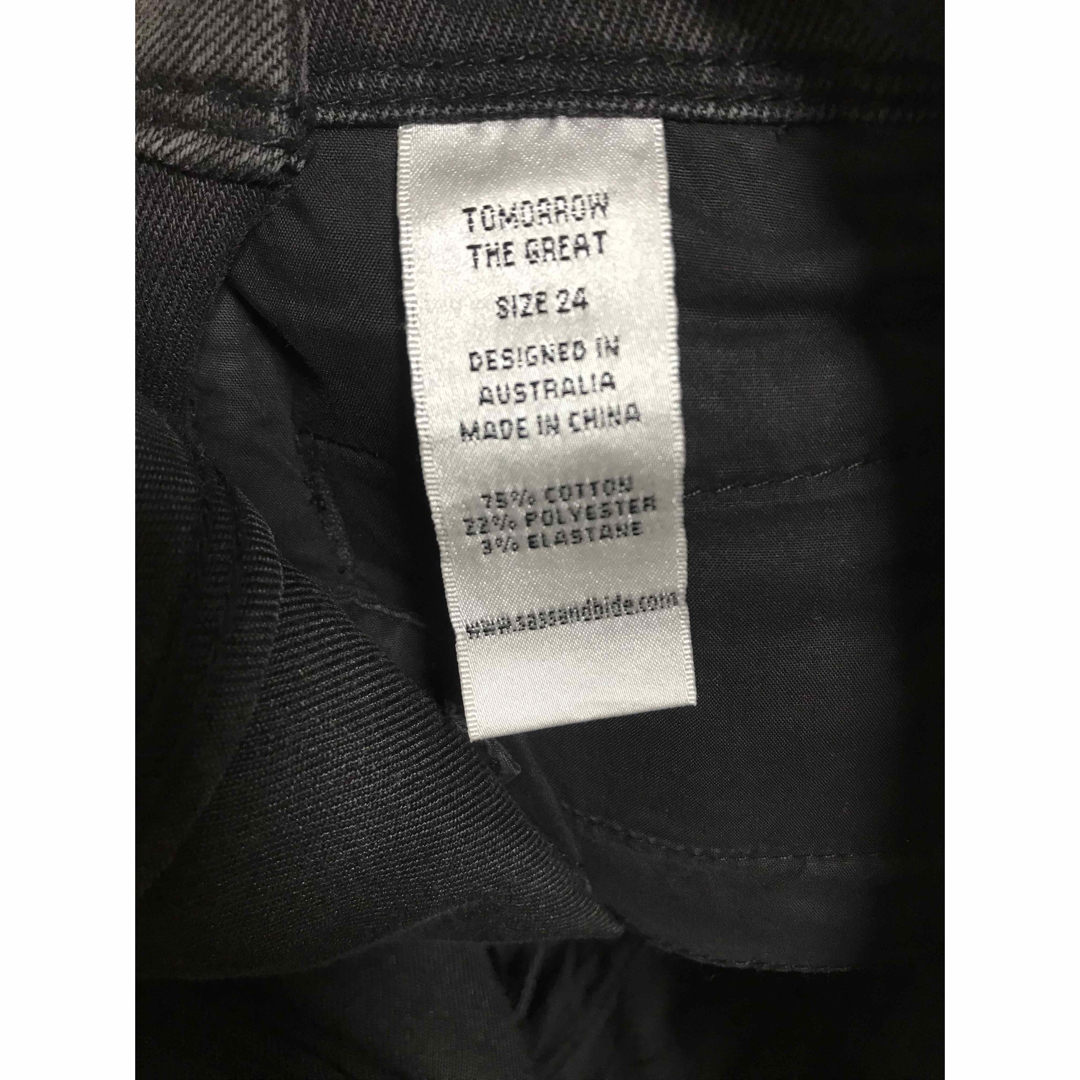 TOMORROW
THE GREAT
SIZE 24
DESIGNED IN
AUSTRALIA
MADE IN CHINA
75% COTTON
22% POLYESTER
3% ELASTANE
www.sassandbide.com